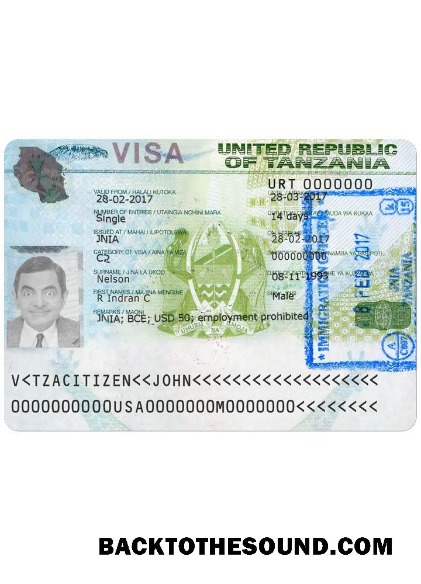 VISA
UNITED REPUBLIC
OF TANZANIA
URT 0000000
VALID FROM / HALALI KUTOKA
28-02-2017
28-03-2017
NUMBER OF ENTRIES / UTAINGIA NCHINI MARA
Single
14 days
ISSUED AT / MAHALI ILIPOTOLEWA
JNIA
28-02-2017
CATEGORY OF VISA / AINA YA VIZA
C2
000000000
SURNAME / JINA LA UKOO
Nelson
08-11-1993
FIRST NAMES / MAJINA MENGINE
R Indran C
Male
REMARKS / MAONI
JNIA; BCE; USD 50; employment prohibited
IMMIGRATION
FEB 2017
JNIA
TANZANIA
V<TZACITIZEN<<JOHN<<<<<<<<<<<<<<<<<<<<
0000000000USA0000000M0000000<<<<<<<<
BACKTOTHESOUND.COM